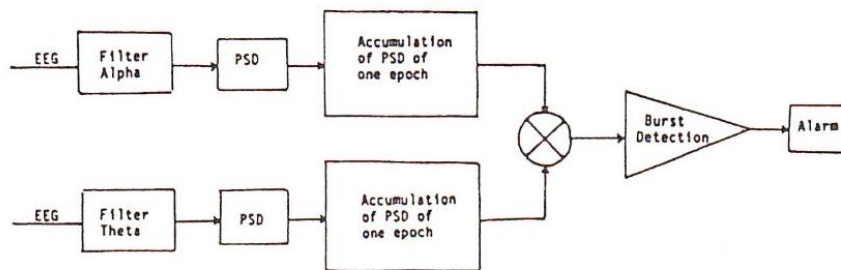 EEG
Filter
Alpha
PSD
Accumulation
of PSD of
one epoch
Burst
Detection
Alarm
EEG
Filter
Theta
PSD
Accumulation
of PSD of
one epoch